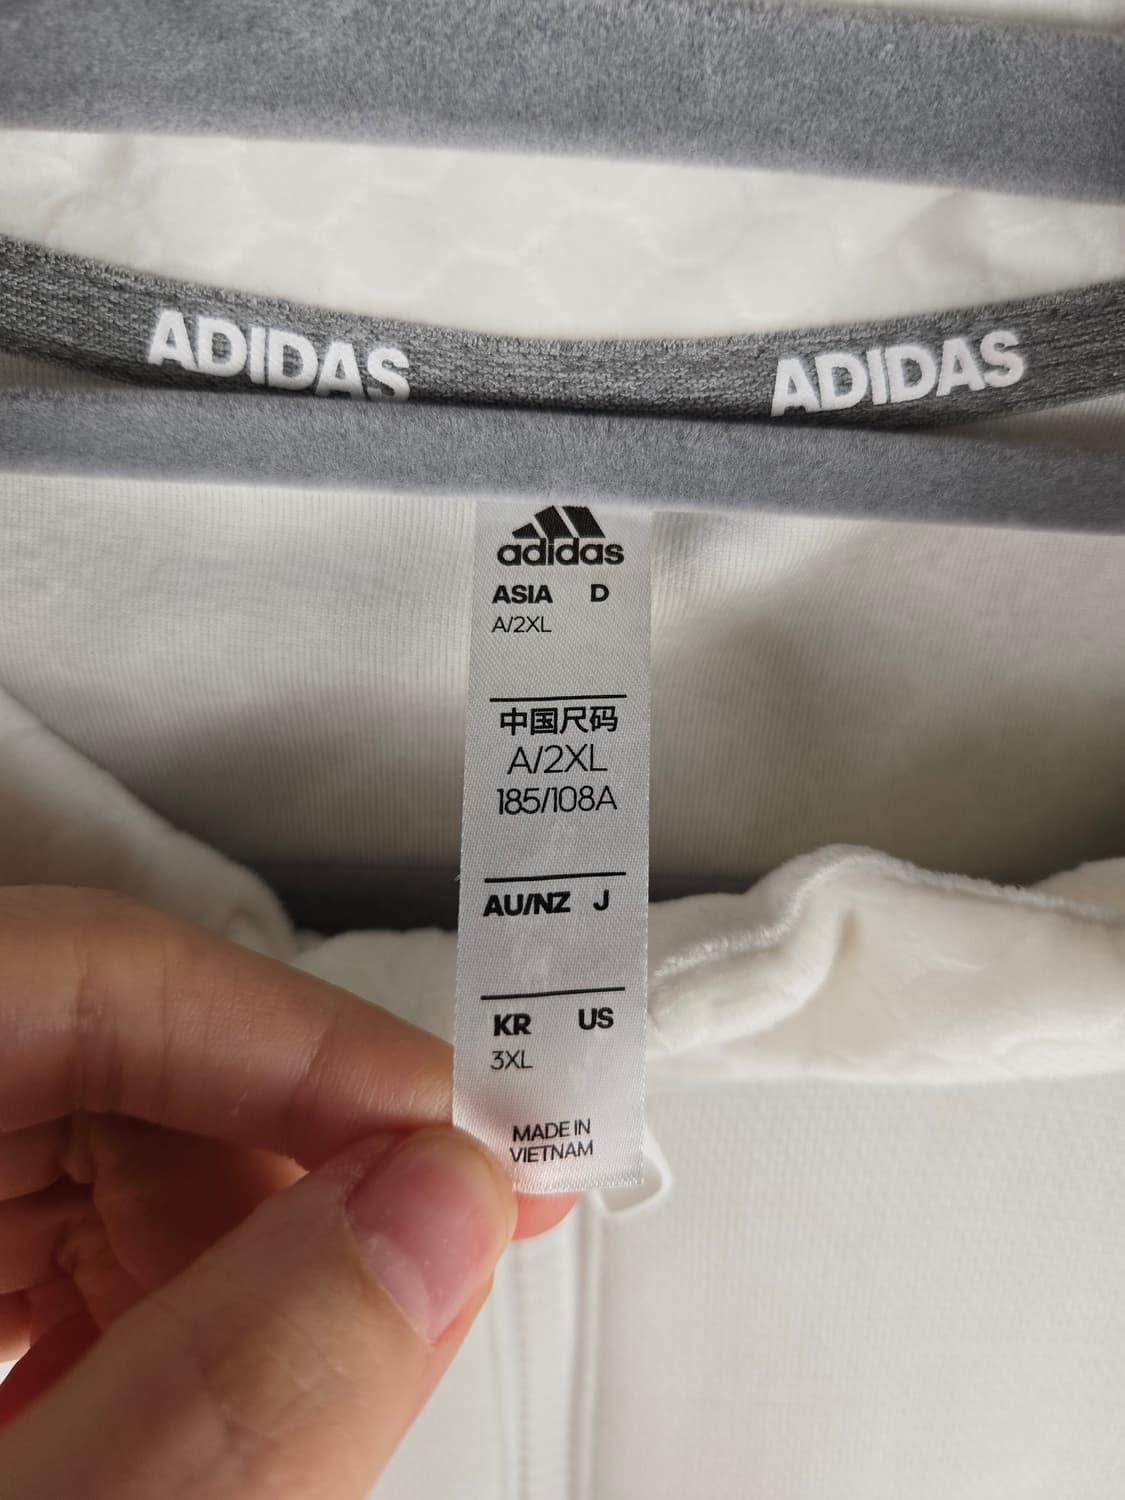 ADIDAS ADIDAS
adidas
ASIA D
A/2XL
中国尺码
A/2XL
185/108A
AU/NZ J
KR US
3XL
MADE IN
VIETNAM